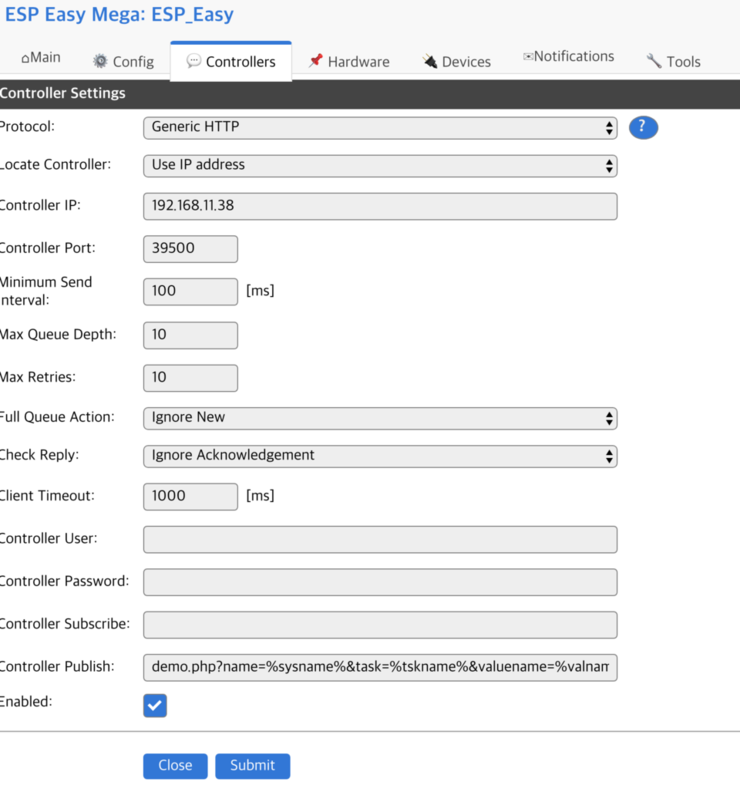 ESP Easy Mega: ESP_Easy
Main Config Controllers Hardware Devices Notifications Tools
Controller Settings
Protocol: Generic HTTP ?
Locate Controller: Use IP address
Controller IP: 192.168.11.38
Controller Port: 39500
Minimum Send
Interval: 100 [ms]
Max Queue Depth: 10
Max Retries: 10
Full Queue Action: Ignore New
Check Reply: Ignore Acknowledgement
Client Timeout: 1000 [ms]
Controller User:
Controller Password:
Controller Subscribe:
Controller Publish: demo.php?name=%sysname%&task=%tskname%&valuename=%valnam
Enabled:
Close Submit